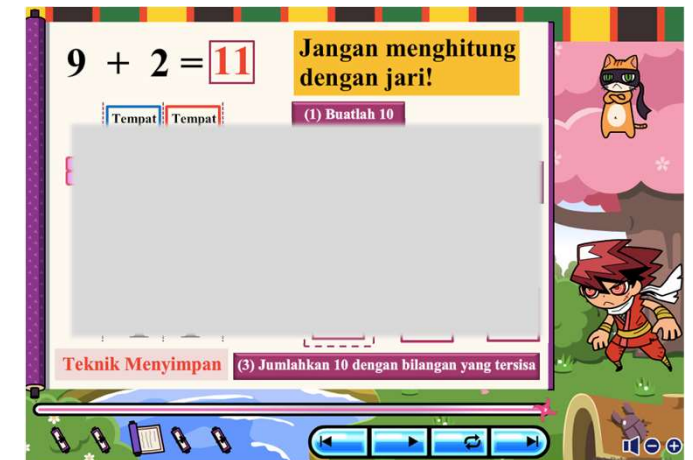 9 + 2 = 11
Jangan menghitung
dengan jari!
Tempat Tempat
(1) Buatlah 10
Teknik Menyimpan
(3) Jumlahkan 10 dengan bilangan yang tersisa